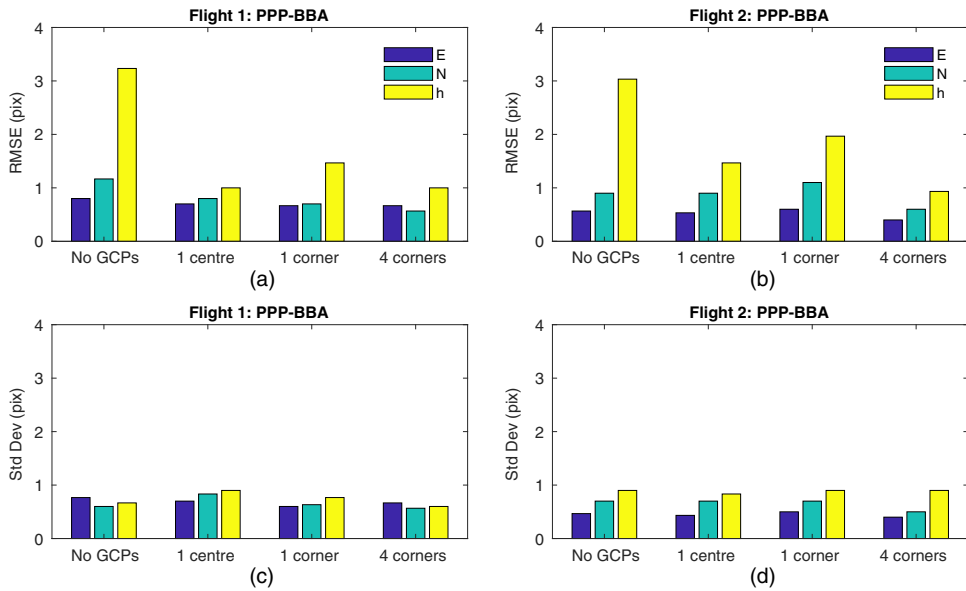 Flight 1: PPP-BBA
4
3
2
1
0
RMSE (pix)
E
N
h
No GCPs 1 centre 1 corner 4 corners
(a)
Flight 2: PPP-BBA
4
3
2
1
0
RMSE (pix)
E
N
h
No GCPs 1 centre 1 corner 4 corners
(b)
Flight 1: PPP-BBA
4
3
2
1
0
Std Dev (pix)
No GCPs 1 centre 1 corner 4 corners
(c)
Flight 2: PPP-BBA
4
3
2
1
0
Std Dev (pix)
No GCPs 1 centre 1 corner 4 corners
(d)